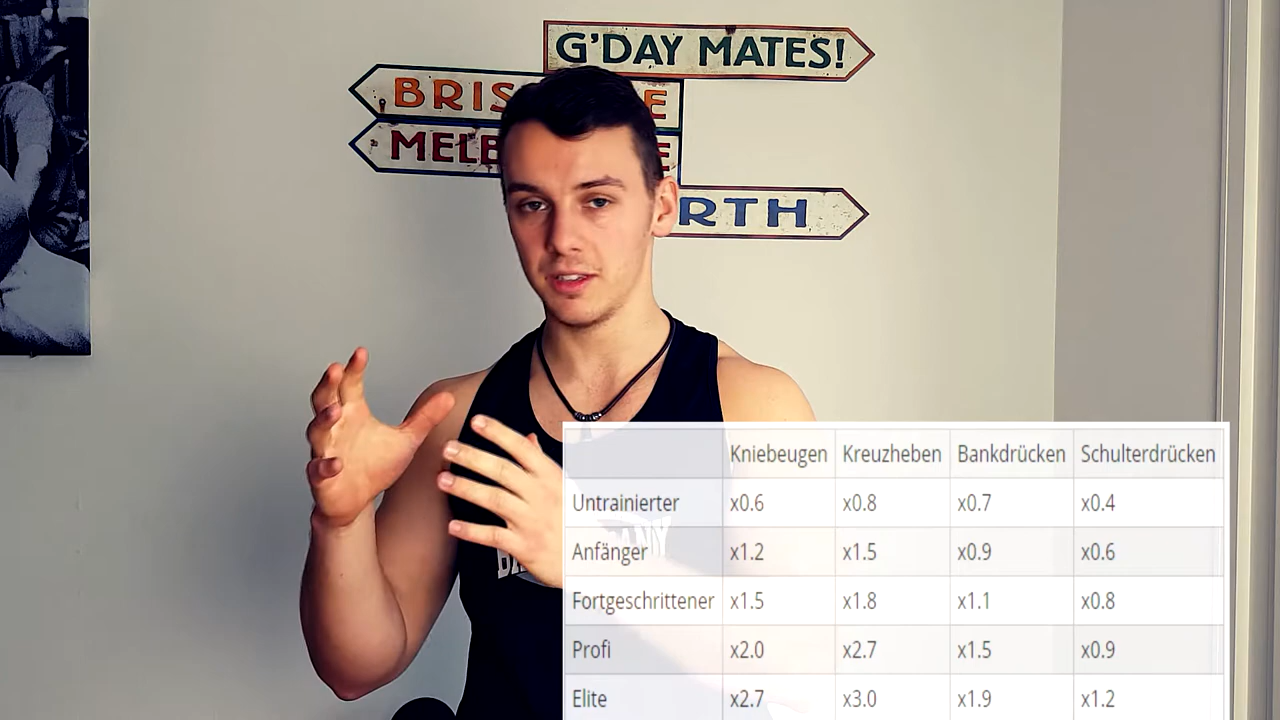 G'DAY MATES!
BRIS E
MELB E
RTH
Kniebeugen Kreuzheben Bankdrücken Schulterdrücken
Untrainierter x0.6 x0.8 x0.7 x0.4
Anfänger x1.2 x1.5 x0.9 x0.6
Fortgeschrittener x1.5 x1.8 x1.1 x0.8
Profi x2.0 x2.7 x1.5 x0.9
Elite x2.7 x3.0 x1.9 x1.2